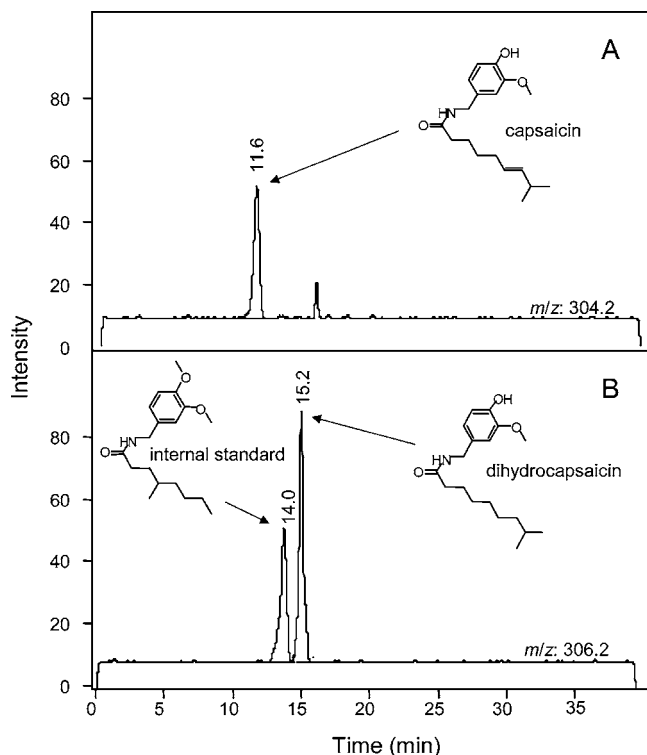 A
OH
O
HN
O
capsaicin
11.6
80
60
40
20
0
m/z: 304.2
Intensity
B
O
O
HN
O
internal standard
14.0
15.2
OH
O
HN
O
dihydrocapsaicin
80
60
40
20
0
m/z: 306.2
0 5 10 15 20 25 30 35
Time (min)